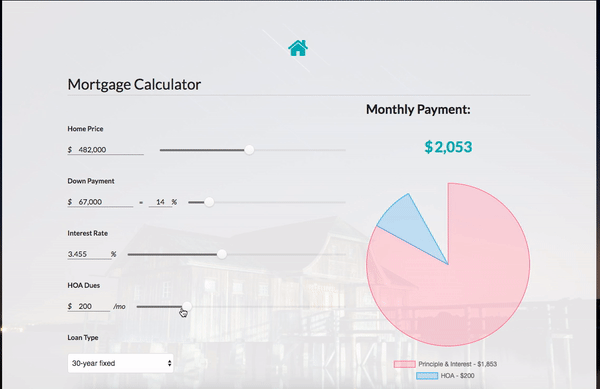 Mortgage Calculator
Monthly Payment:
$2,053
Home Price
$ 482,000
Down Payment
$ 67,000 = 14 %
Interest Rate
3.455 %
HOA Dues
$ 200 /mo
Loan Type
30-year fixed
Principle & Interest - $1,853
HOA - $200